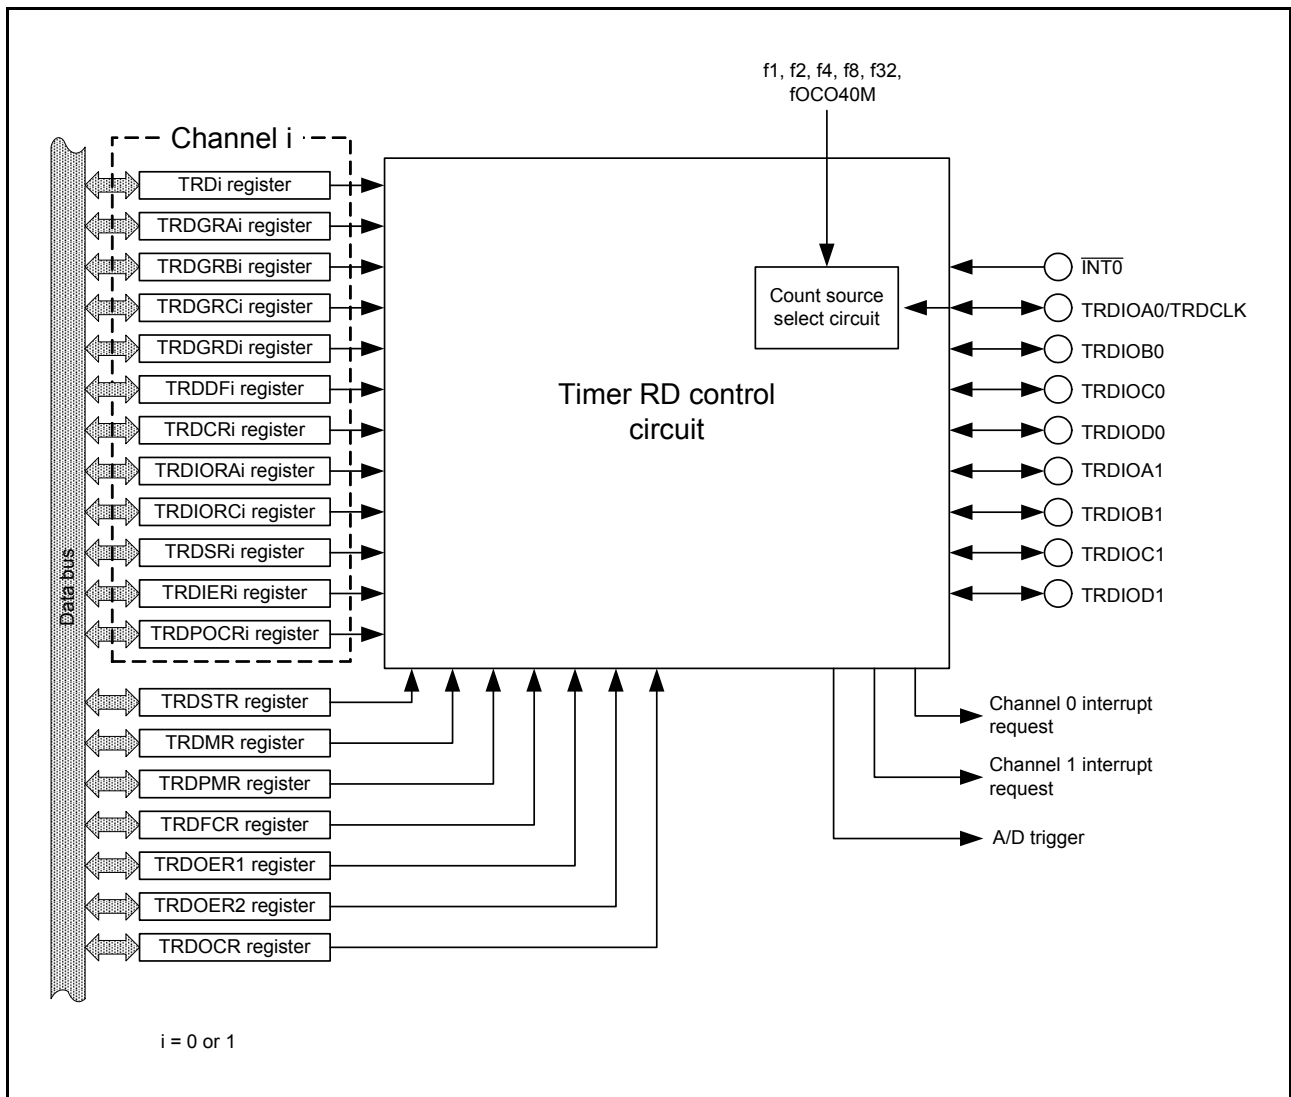 f1, f2, f4, f8, f32,
fOCO40M
Channel i
TRDi register
TRDGRAi register
TRDGRBi register
TRDGRCi register
TRDGRDi register
TRDDFi register
TRDCRi register
TRDIORAi register
TRDIORCi register
TRDSRi register
TRDIERi register
TRDPOCRi register
Data bus
TRDSTR register
TRDMR register
TRDPMR register
TRDFCR register
TRDOER1 register
TRDOER2 register
TRDOCR register
Timer RD control
circuit
Count source
select circuit
INT0
TRDIOA0/TRDCLK
TRDIOB0
TRDIOC0
TRDIOD0
TRDIOA1
TRDIOB1
TRDIOC1
TRDIOD1
Channel 0 interrupt
request
Channel 1 interrupt
request
A/D trigger
i = 0 or 1